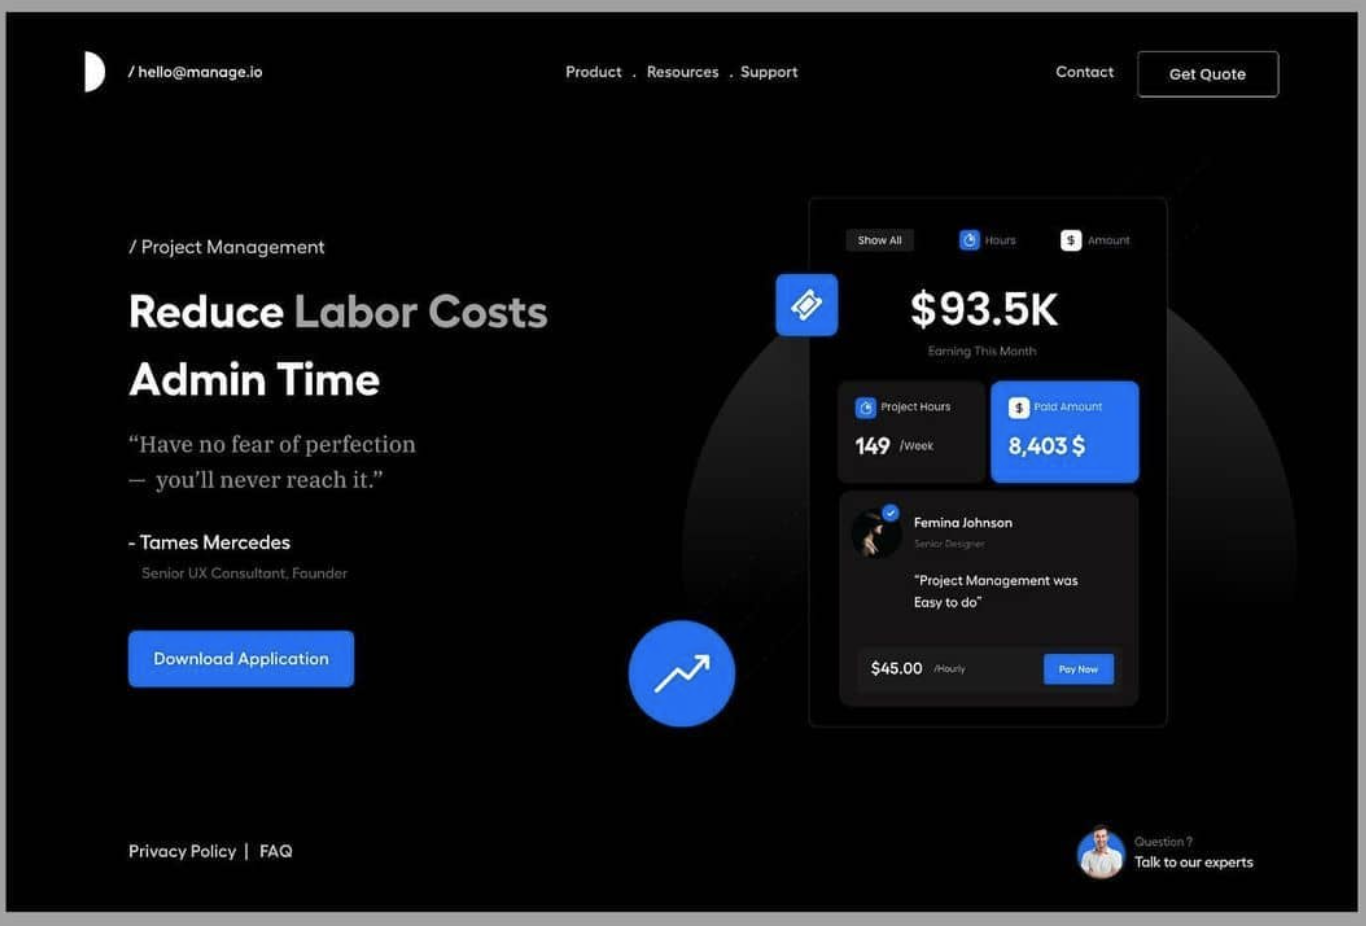 / hello@manage.io
Product . Resources . Support
Contact
Get Quote
/ Project Management
Reduce Labor Costs
Admin Time
“Have no fear of perfection
— you’ll never reach it.”
- Tames Mercedes
Senior UX Consultant, Founder
Download Application
Show All
Hours
$ Amount
$93.5K
Earning This Month
Project Hours
149 /Week
$ Paid Amount
8,403 $
Femina Johnson
Senior Designer
“Project Management was
Easy to do”
$45.00 /Hourly
Pay Now
Privacy Policy | FAQ
Question ?
Talk to our experts